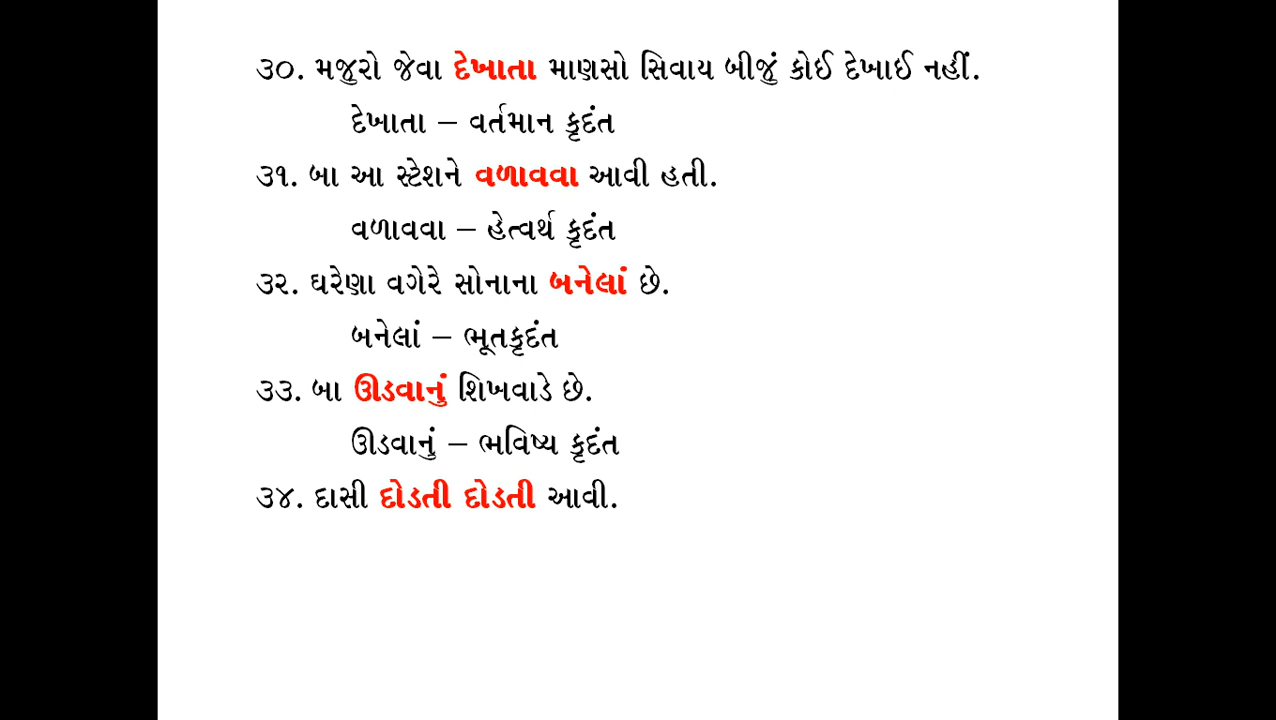 ૩૦. મજુરો જેવા દેખાતા માણસો સિવાય બીજું કોઈ દેખાઈ નહીં.
દેખાતા – વર્તમાન કૃદંત
૩૧. બા આ સ્ટેશને વળાવવા આવી હતી.
વળાવવા – હેત્વર્થ કૃદંત
૩૨. ઘરેણા વગેરે સોનાના બનેલાં છે.
બનેલાં – ભૂતકૃદંત
૩૩. બા ઊડવાનું શિખવાડે છે.
ઊડવાનું – ભવિષ્ય કૃદંત
૩૪. દાસી દોડતી દોડતી આવી.